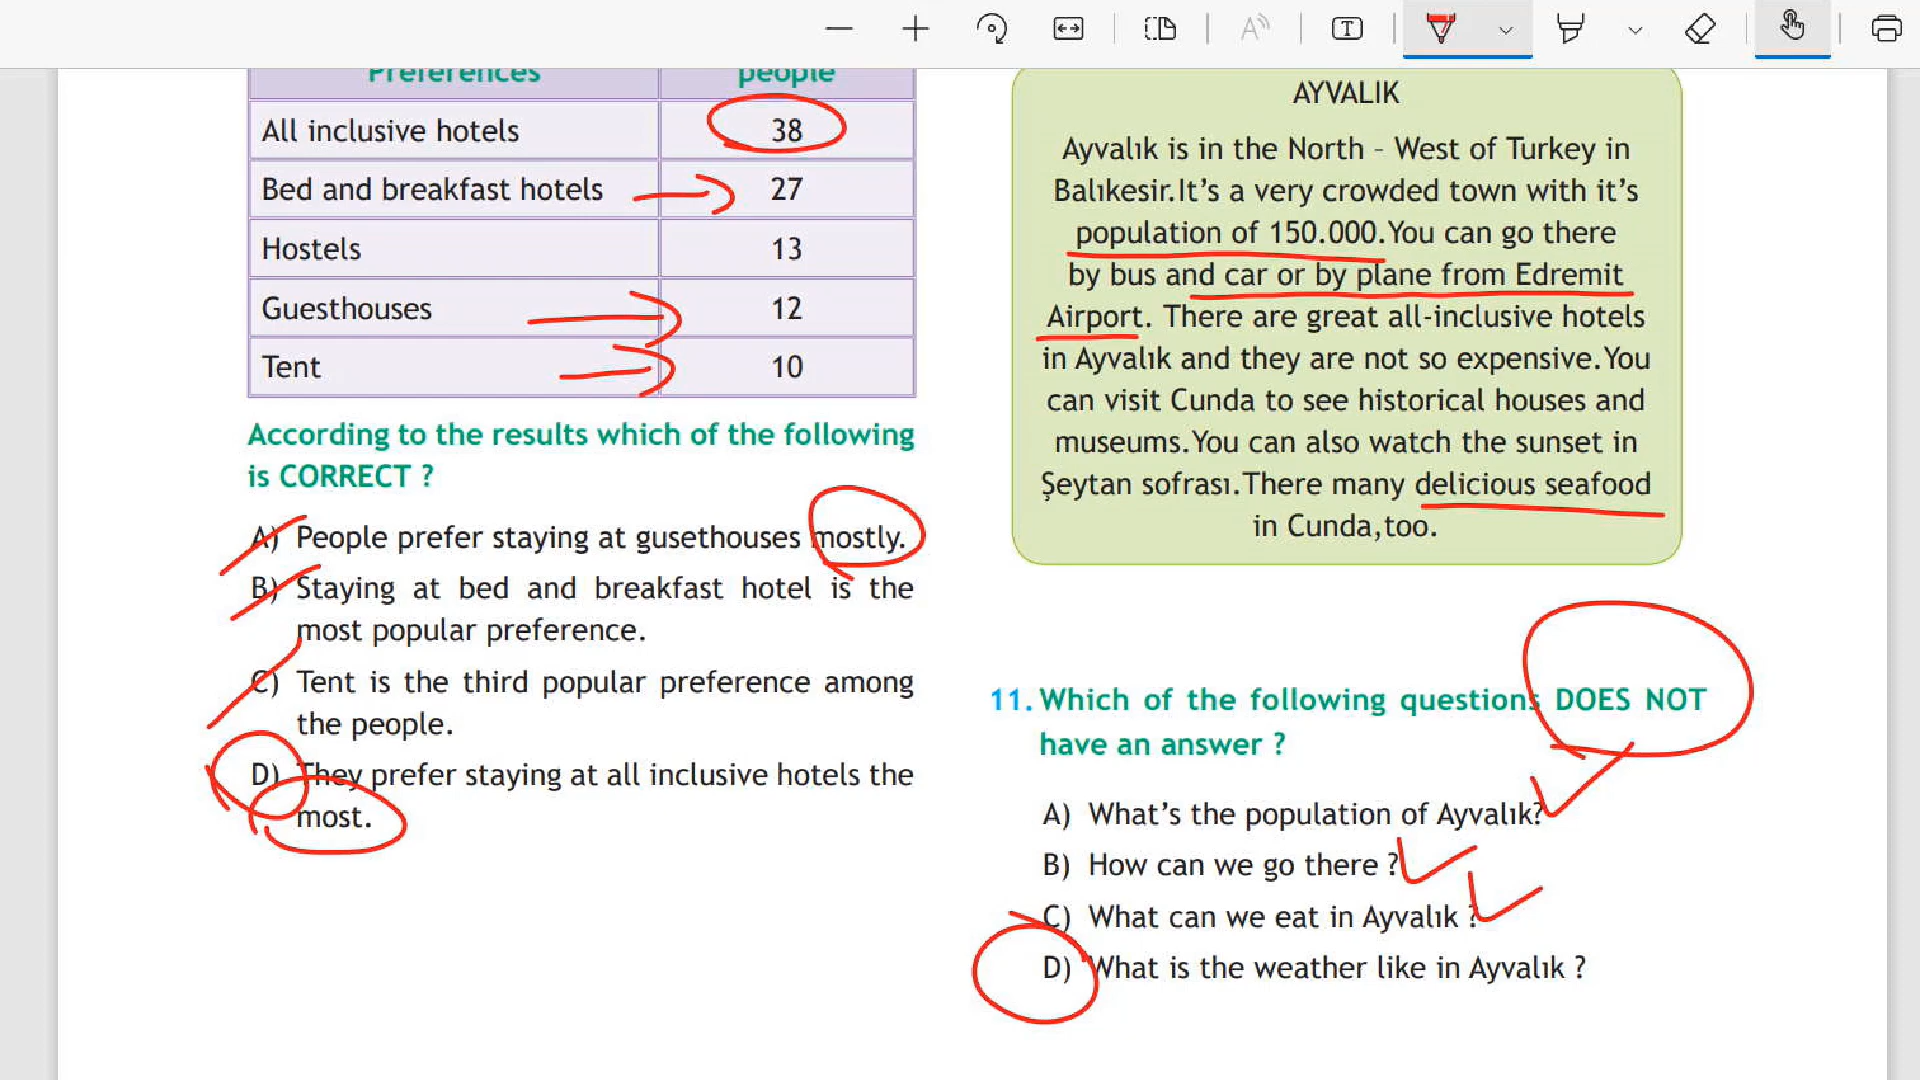 Preferences people
All inclusive hotels 38
Bed and breakfast hotels 27
Hostels 13
Guesthouses 12
Tent 10
According to the results which of the following
is CORRECT ?
A) People prefer staying at gusethouses mostly.
B) Staying at bed and breakfast hotel is the
most popular preference.
C) Tent is the third popular preference among
the people.
D) They prefer staying at all inclusive hotels the
most.
AYVALIK
Ayvalık is in the North - West of Turkey in
Balıkesir.It's a very crowded town with it's
population of 150.000.You can go there
by bus and car or by plane from Edremit
Airport. There are great all-inclusive hotels
in Ayvalık and they are not so expensive.You
can visit Cunda to see historical houses and
museums.You can also watch the sunset in
Şeytan sofrası.There many delicious seafood
in Cunda,too.
11. Which of the following questions DOES NOT
have an answer ?
A) What's the population of Ayvalık?
B) How can we go there ?
C) What can we eat in Ayvalık ?
D) What is the weather like in Ayvalık ?